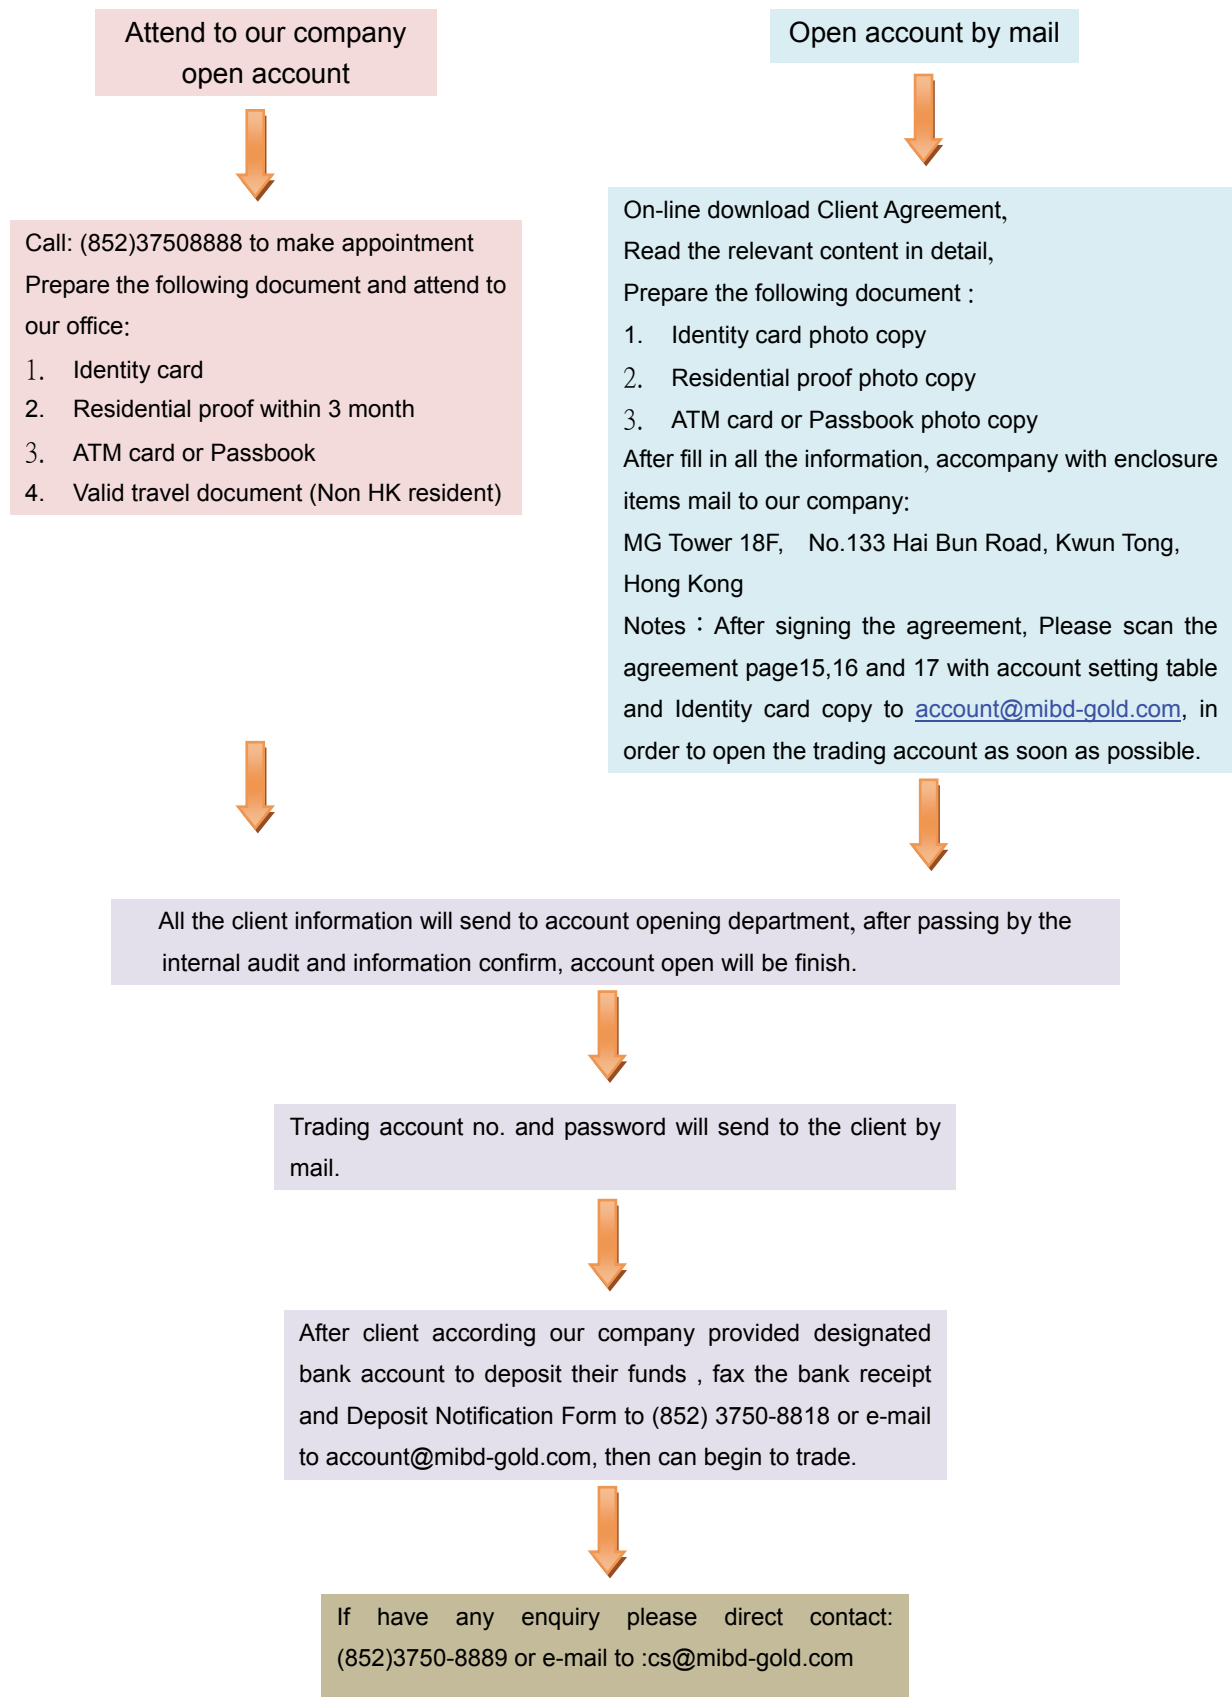 Attend to our company
open account
Call: (852)37508888 to make appointment
Prepare the following document and attend to
our office:
1. Identity card
2. Residential proof within 3 month
3. ATM card or Passbook
4. Valid travel document (Non HK resident)
Open account by mail
On-line download Client Agreement,
Read the relevant content in detail,
Prepare the following document :
1. Identity card photo copy
2. Residential proof photo copy
3. ATM card or Passbook photo copy
After fill in all the information, accompany with enclosure
items mail to our company:
MG Tower 18F, No.133 Hai Bun Road, Kwun Tong,
Hong Kong
Notes：After signing the agreement, Please scan the
agreement page15,16 and 17 with account setting table
and Identity card copy to account@mibd-gold.com, in
order to open the trading account as soon as possible.
All the client information will send to account opening department, after passing by the
internal audit and information confirm, account open will be finish.
Trading account no. and password will send to the client by
mail.
After client according our company provided designated
bank account to deposit their funds , fax the bank receipt
and Deposit Notification Form to (852) 3750-8818 or e-mail
to account@mibd-gold.com, then can begin to trade.
If have any enquiry please direct contact:
(852)3750-8889 or e-mail to :cs@mibd-gold.com